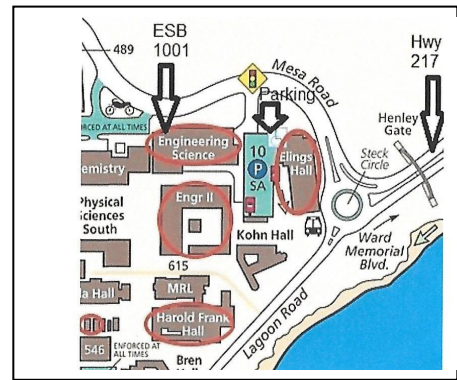 ESB
1001
489
Mesa Road
Hwy
217
Parking
Henley
Gate
ENFORCED AT ALL TIMES
Engineering
Science
10
P
SA
Elings
Hall
Steck
Circle
Chemistry
Engr II
Physical
Sciences
South
Kohn Hall
Ward
Memorial
Blvd.
615
MRL
Lagoon Road
Hall
Harold Frank
Hall
546
ENFORCED AT
ALL TIMES
Bren